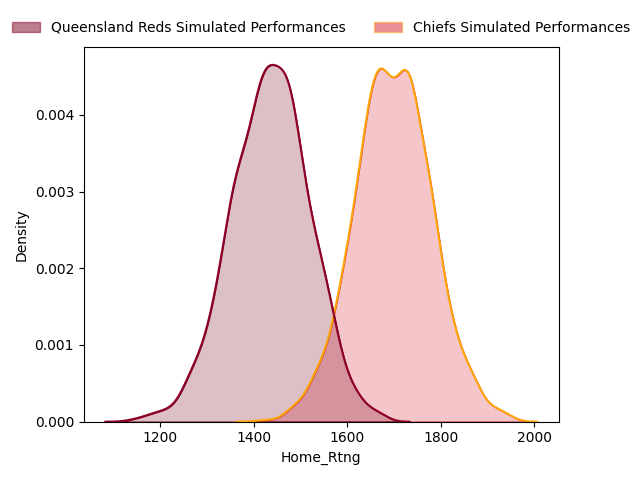 Queensland Reds Simulated Performances Chiefs Simulated Performances
0.004
0.003
0.002
0.001
0.000
Density
1200 1400 1600 1800 2000
Home_Rtng